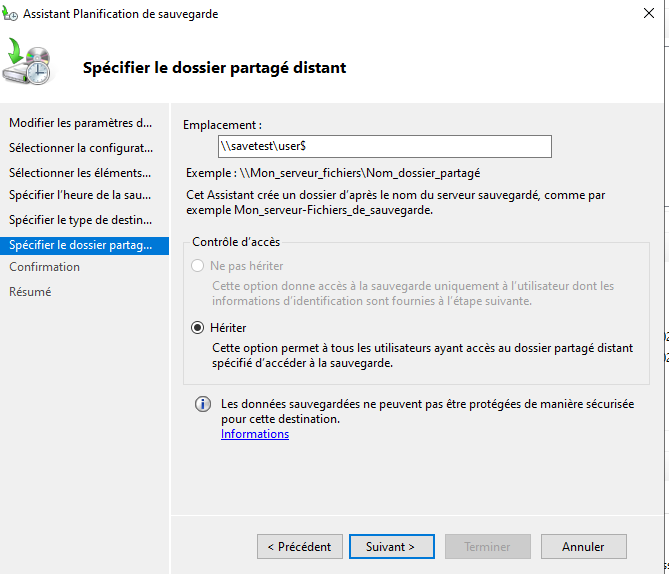 Assistant Planification de sauvegarde
Spécifier le dossier partagé distant
Modifier les paramètres d...
Sélectionner la configurat...
Sélectionner les éléments...
Spécifier l'heure de la sau...
Spécifier le type de destin...
Spécifier le dossier partag...
Confirmation
Résumé
Emplacement :
\\savetest\user$
Exemple : \\Mon_serveur_fichiers\Nom_dossier_partagé
Cet Assistant crée un dossier d'après le nom du serveur sauvegardé, comme par
exemple Mon_serveur-Fichiers_de_sauvegarde.
Contrôle d'accès
Ne pas hériter
Cette option donne accès à la sauvegarde uniquement à l'utilisateur dont les
informations d'identification sont fournies à l'étape suivante.
Hériter
Cette option permet à tous les utilisateurs ayant accès au dossier partagé distant
spécifié d'accéder à la sauvegarde.
Les données sauvegardées ne peuvent pas être protégées de manière sécurisée
pour cette destination.
Informations
< Précédent
Suivant >
Terminer
Annuler